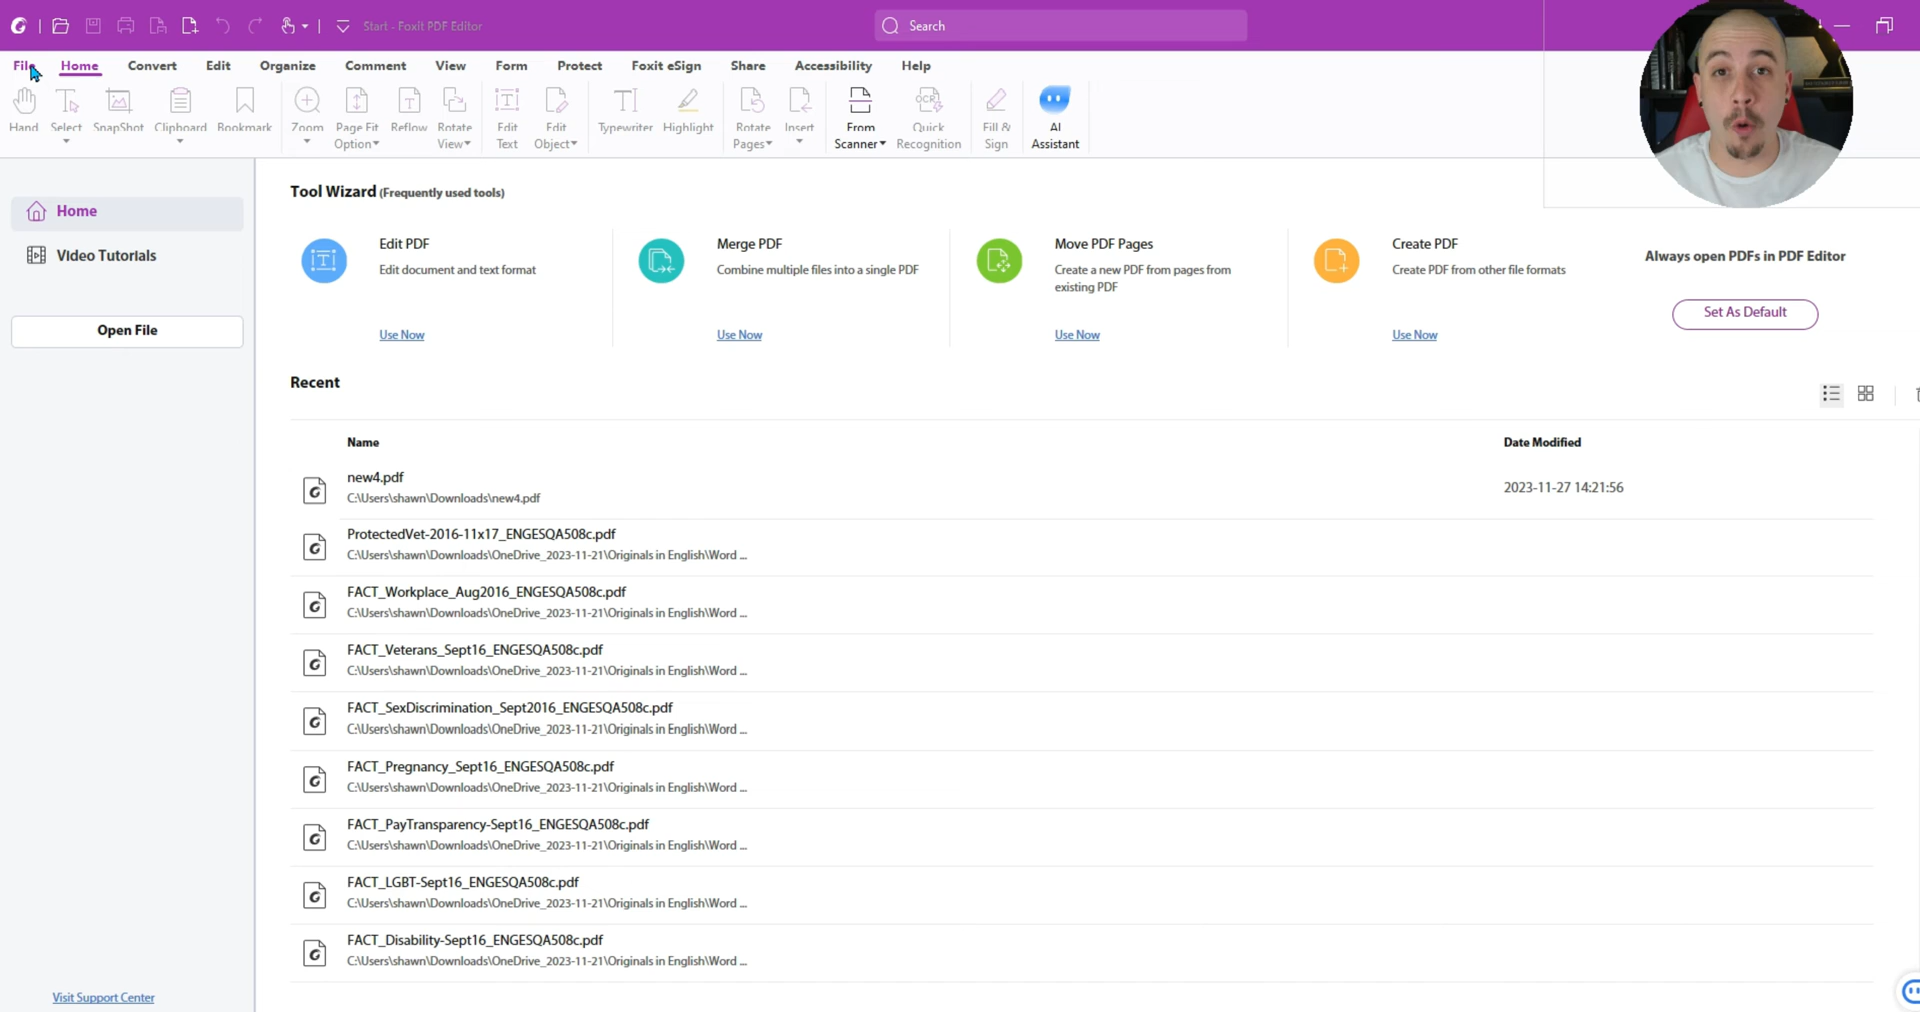 Start - Foxit PDF Editor
Search
File Home Convert Edit Organize Comment View Form Protect Foxit eSign Share Accessibility Help
Hand
Select
SnapShot
Clipboard
Bookmark
Zoom
Page Fit
Option
Reflow
Rotate
View
Edit
Text
Edit
Object
Typewriter
Highlight
Rotate
Pages
Insert
From
Scanner
OCR
Quick
Recognition
Fill &
Sign
AI
Assistant
Home
Video Tutorials
Open File
Visit Support Center
Tool Wizard (Frequently used tools)
Edit PDF
Edit document and text format
Use Now
Merge PDF
Combine multiple files into a single PDF
Use Now
Move PDF Pages
Create a new PDF from pages from
existing PDF
Use Now
Create PDF
Create PDF from other file formats
Use Now
Always open PDFs in PDF Editor
Set As Default
Recent
Name Date Modified
new4.pdf
C:\Users\shawn\Downloads\new4.pdf
2023-11-27 14:21:56
ProtectedVet-2016-11x17_ENGESQA508c.pdf
C:\Users\shawn\Downloads\OneDrive_2023-11-21\Originals in English\Word ...
FACT_Workplace_Aug2016_ENGESQA508c.pdf
C:\Users\shawn\Downloads\OneDrive_2023-11-21\Originals in English\Word ...
FACT_Veterans_Sept16_ENGESQA508c.pdf
C:\Users\shawn\Downloads\OneDrive_2023-11-21\Originals in English\Word ...
FACT_SexDiscrimination_Sept2016_ENGESQA508c.pdf
C:\Users\shawn\Downloads\OneDrive_2023-11-21\Originals in English\Word ...
FACT_Pregnancy_Sept16_ENGESQA508c.pdf
C:\Users\shawn\Downloads\OneDrive_2023-11-21\Originals in English\Word ...
FACT_PayTransparency-Sept16_ENGESQA508c.pdf
C:\Users\shawn\Downloads\OneDrive_2023-11-21\Originals in English\Word ...
FACT_LGBT-Sept16_ENGESQA508c.pdf
C:\Users\shawn\Downloads\OneDrive_2023-11-21\Originals in English\Word ...
FACT_Disability-Sept16_ENGESQA508c.pdf
C:\Users\shawn\Downloads\OneDrive_2023-11-21\Originals in English\Word ...